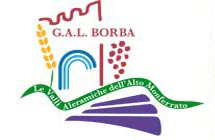 G.A.L. BORBA
Le Valli Aleramiche dell'Alto Monferrato